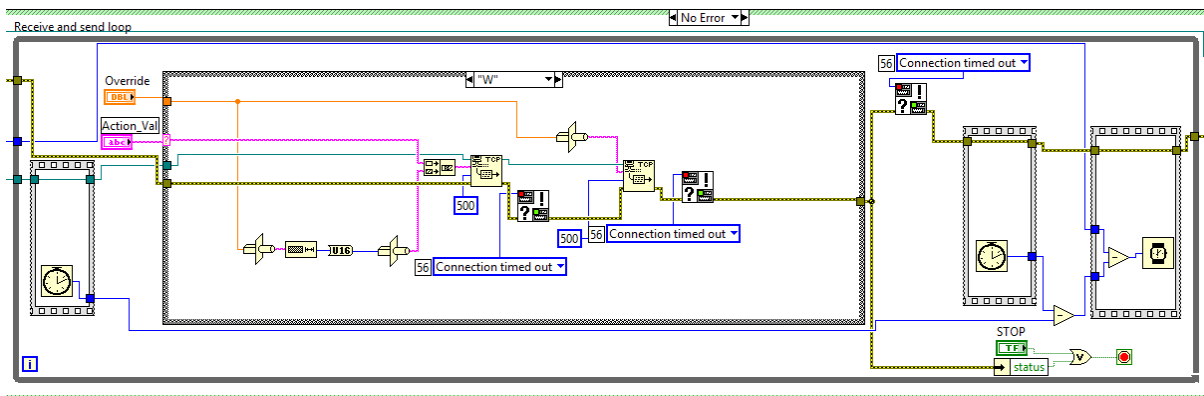 No Error
Receive and send loop
56 Connection timed out
Override
DBL
"W"
Action_Val
abc
TCP
TCP
500
U16
500
56 Connection timed out
56 Connection timed out
STOP
TF
status
i